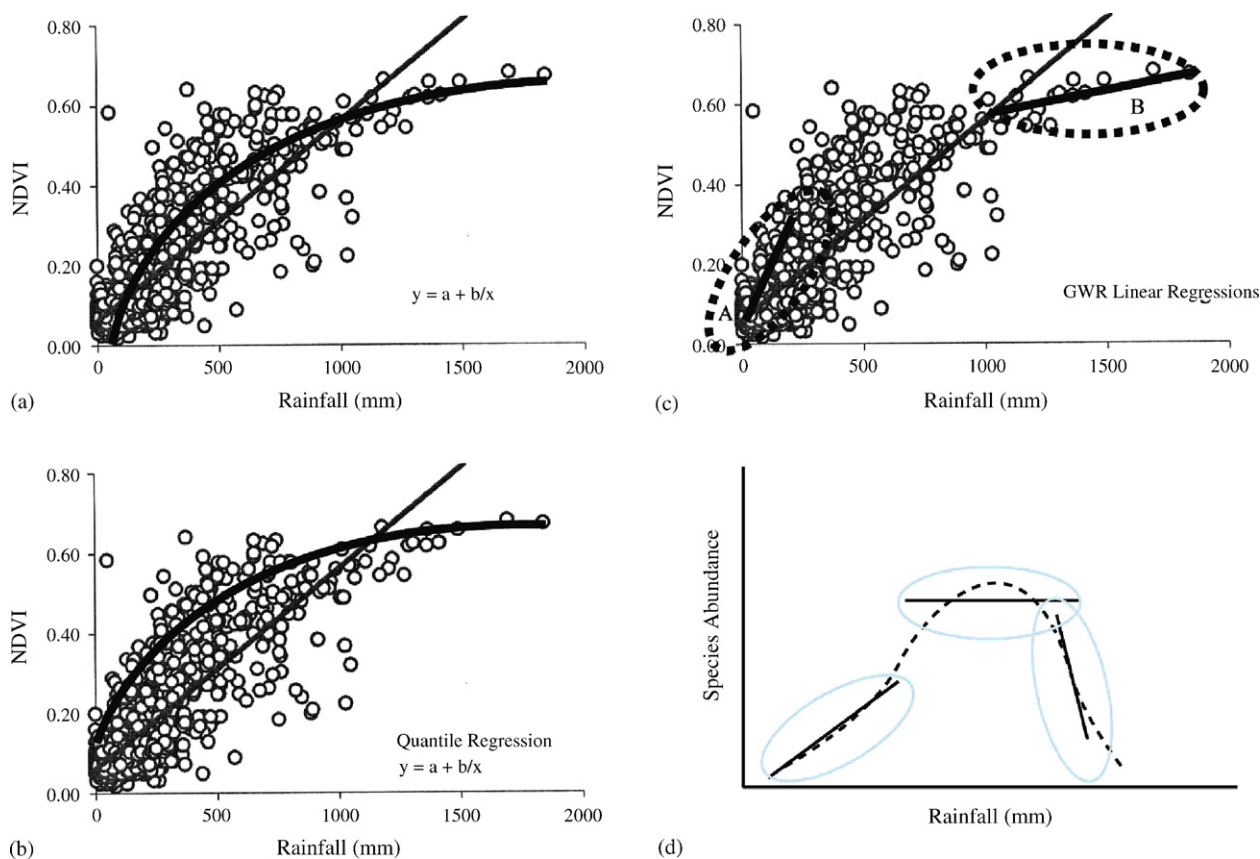 0.80
0.60
0.40
0.20
0.00
NDVI
0
500
1000
1500
2000
Rainfall (mm)
y = a + b/x
(a)
0.80
0.60
0.40
0.20
0.00
NDVI
0
500
1000
1500
2000
Rainfall (mm)
Quantile Regression
y = a + b/x
(b)
0.80
0.60
0.40
0.20
0.00
NDVI
0
500
1000
1500
2000
Rainfall (mm)
A
B
GWR Linear Regressions
(c)
Species Abundance
Rainfall (mm)
(d)